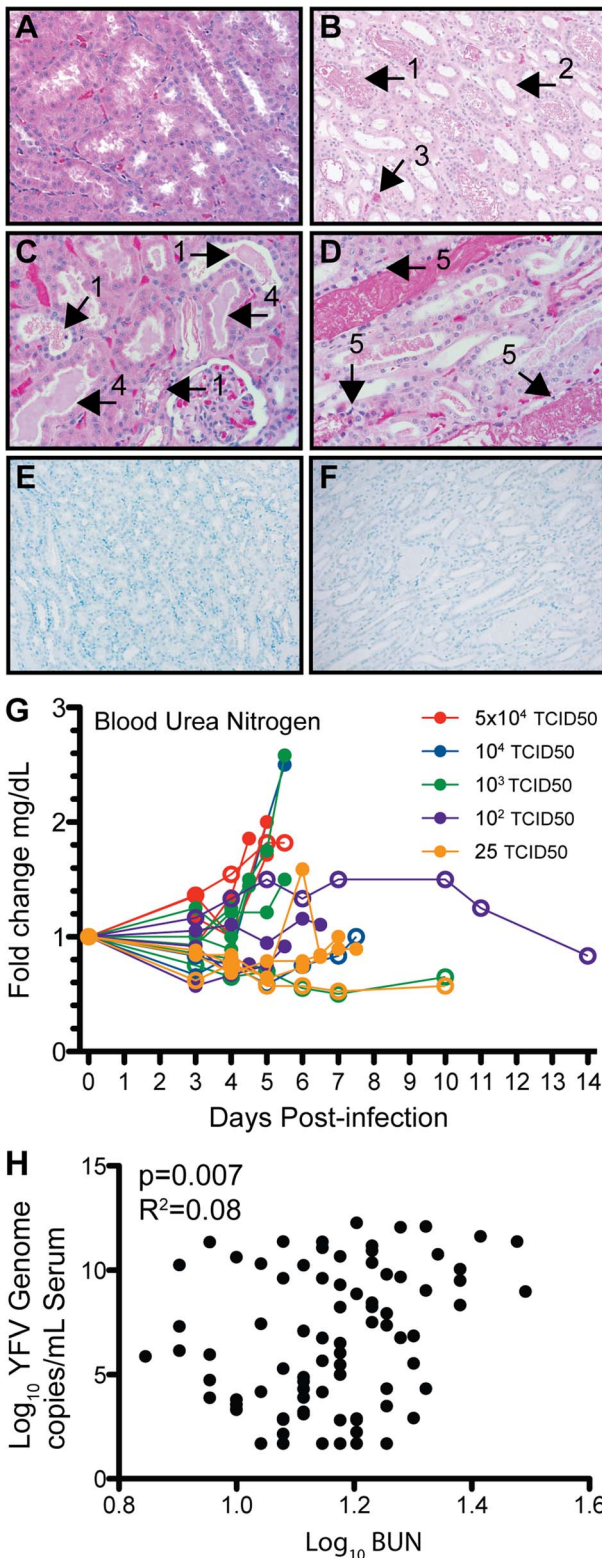 A
B
1
2
3
C
1
1
4
4
1
D
5
5
5
E
F
G
Blood Urea Nitrogen
5x10⁴ TCID50
10⁴ TCID50
10³ TCID50
10² TCID50
25 TCID50
Fold change mg/dL
3
2
1
0
0 1 2 3 4 5 6 7 8 9 10 11 12 13 14
Days Post-infection
H
p=0.007
R²=0.08
Log₁₀ YFV Genome
copies/mL Serum
15
10
5
0
0.8 1.0 1.2 1.4 1.6
Log₁₀ BUN